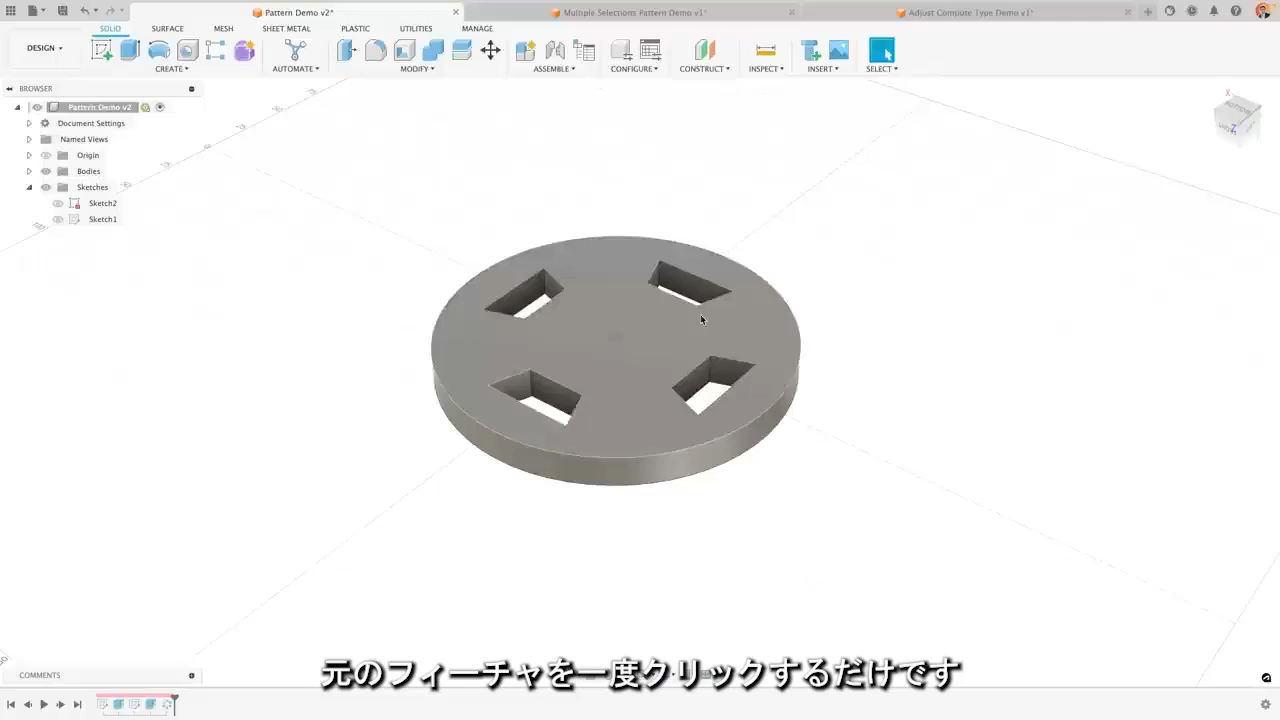 Pattern Demo v2*
Multiple Selections Pattern Demo v1*
Adjust Compute Type Demo v1*
SOLID
SURFACE
MESH
SHEET METAL
PLASTIC
UTILITIES
MANAGE
DESIGN
CREATE
AUTOMATE
MODIFY
ASSEMBLE
CONFIGURE
CONSTRUCT
INSPECT
INSERT
SELECT
BROWSER
Pattern Demo v2
Document Settings
Named Views
Origin
Bodies
Sketches
Sketch2
Sketch1
X
Z
COMMENTS
元のフィーチャを一度クリックするだけです